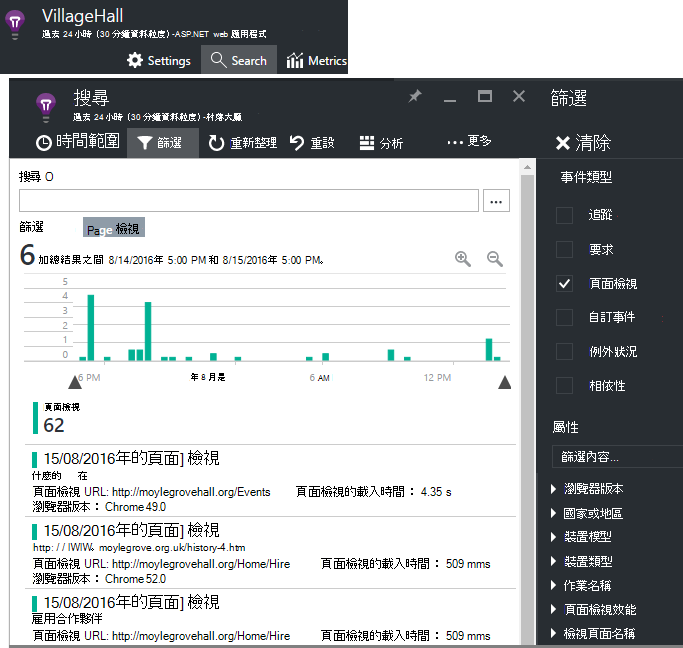 VillageHall
過去 24 小時 (30 分鐘資料粒度) -ASP.NET web 應用程式
Settings Search Metrics
搜尋
過去 24 小時 (30 分鐘資料粒度) -村落大廳
時間範圍 篩選 重新整理 重設 分析 ... 更多
搜尋 O
...
篩選 Page 檢視
6 加總結果之間 8/14/2016年 5:00 PM 和 8/15/2016年 5:00 PM。
5
4
3
2
1
0
6 PM 年 8 月是 6 AM 12 PM
頁面檢視
62
15/08/2016年的頁面] 檢視
什麼的 在
頁面檢視 URL: http://moylegrovehall.org/Events 頁面檢視的載入時間： 4.35 s
瀏覽器版本： Chrome 49.0
15/08/2016年的頁面] 檢視
http: / / IWIW。moylegrove.org.uk/history-4.htm
頁面檢視 URL: http://moylegrovehall.org/Home/Hire 頁面檢視的載入時間： 509 mms
瀏覽器版本： Chrome 52.0
15/08/2016年的頁面] 檢視
雇用合作夥伴
頁面檢視 URL: http://moylegrovehall.org/Home/Hire 頁面檢視的載入時間： 509 mms
篩選
清除
事件類型
追蹤
要求
頁面檢視
自訂事件
例外狀況
相依性
屬性
篩選內容...
瀏覽器版本
國家或地區
裝置模型
裝置類型
作業名稱
頁面檢視效能
檢視頁面名稱